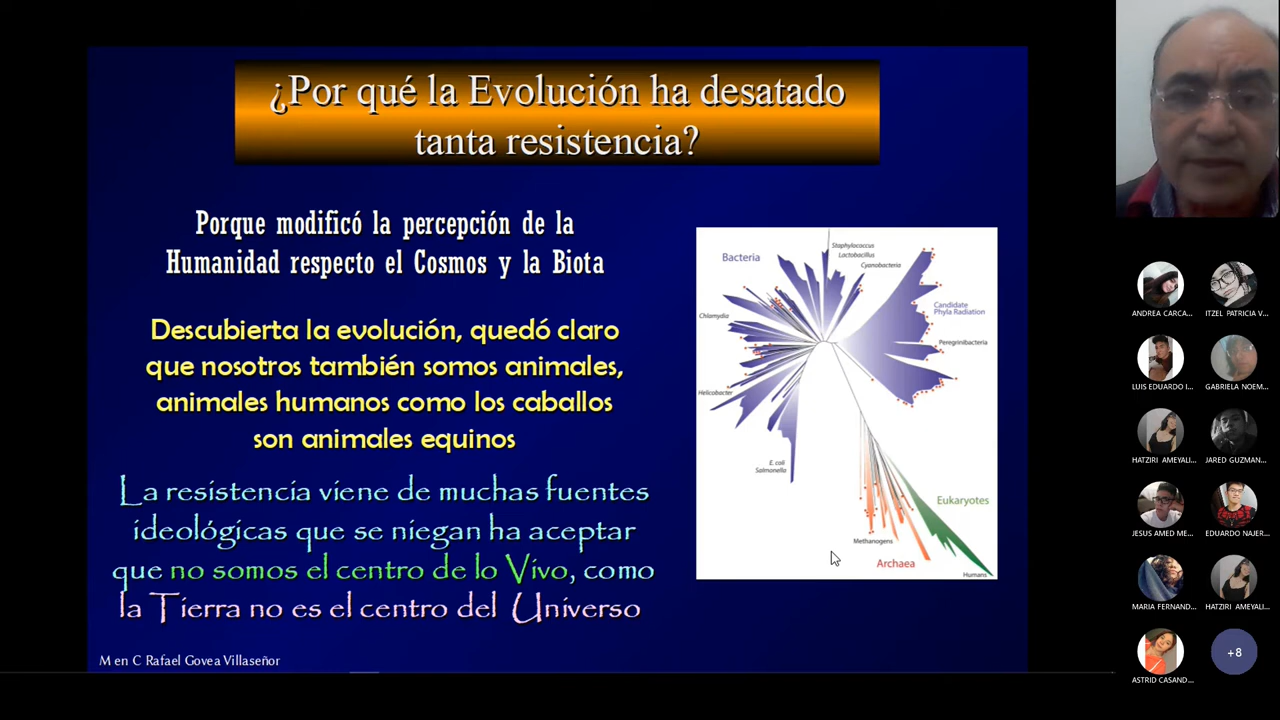 ¿Por qué la Evolución ha desatado
tanta resistencia?
Porque modificó la percepción de la
Humanidad respecto el Cosmos y la Biota
Descubierta la evolución, quedó claro
que nosotros también somos animales,
animales humanos como los caballos
son animales equinos
La resistencia viene de muchas fuentes
ideológicas que se niegan ha aceptar
que no somos el centro de lo Vivo, como
la Tierra no es el centro del Universo
M en C Rafael Govea Villaseñor
Bacteria
Staphylococcus
Lactobacillus
Cyanobacteria
Candidate
Phyla Radiation
Chlamydia
Peregrinibacteria
Helicobacter
E. coli
Salmonella
Eukaryotes
Methanogens
Archaea
Humans
ANDREA CARCA...
ITZEL PATRICIA V...
LUIS EDUARDO I...
GABRIELA NOEM...
HATZIRI AMEYALI...
JARED GUZMAN...
JESUS AMED ME...
EDUARDO NAJER...
MARIA FERNAND...
HATZIRI AMEYALI...
ASTRID CASAND...
+8